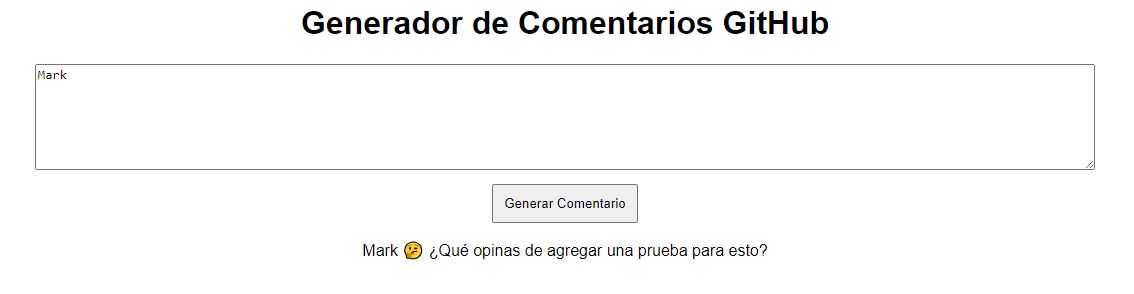 Generador de Comentarios GitHub
Mark
Generar Comentario
Mark 🤔 ¿Qué opinas de agregar una prueba para esto?